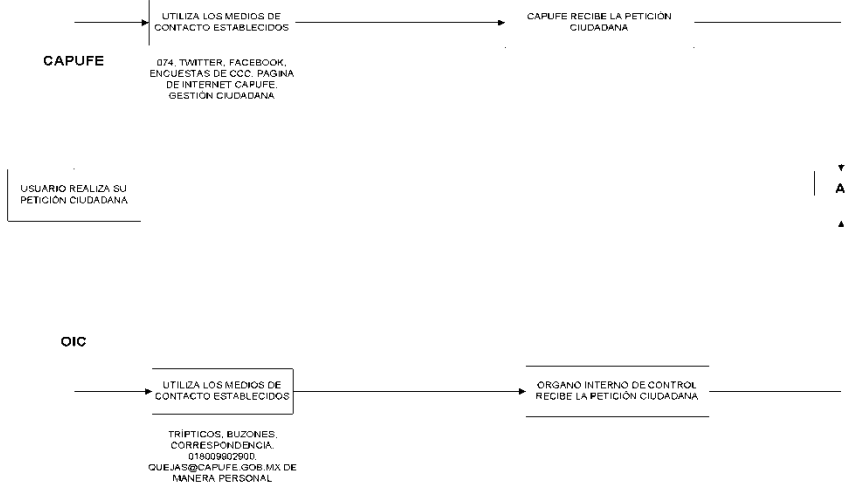 UTILIZA LOS MEDIOS DE
CONTACTO ESTABLECIDOS
CAPUFE RECIBE LA PETICIÓN
CIUDADANA
CAPUFE
074, TWITTER, FACEBOOK,
ENCUESTAS DE CCC, PAGINA
DE INTERNET CAPUFE,
GESTIÓN CIUDADANA
USUARIO REALIZA SU
PETICIÓN CIUDADANA
A
OIC
UTILIZA LOS MEDIOS DE
CONTACTO ESTABLECIDOS
ORGANO INTERNO DE CONTROL
RECIBE LA PETICIÓN CIUDADANA
TRÍPTICOS, BUZONES,
CORRESPONDENCIA,
018009902900,
QUEJAS@CAPUFE.GOB.MX DE
MANERA PERSONAL